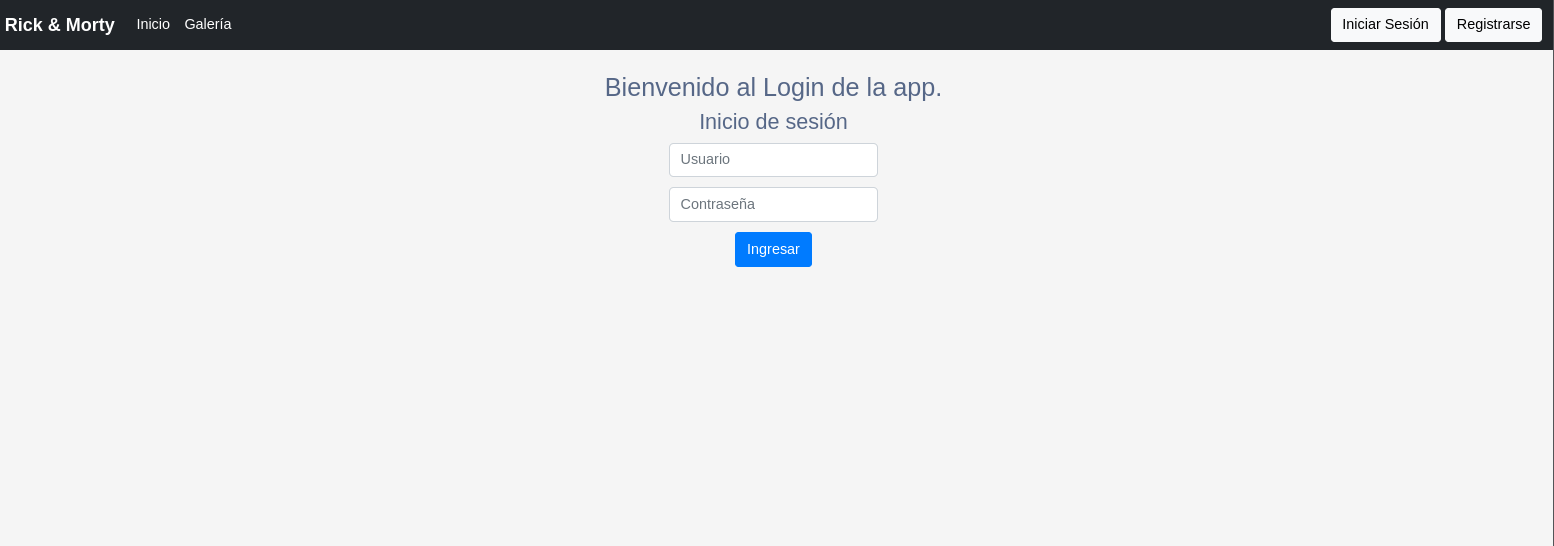 Rick & Morty Inicio Galería Iniciar Sesión Registrarse
Bienvenido al Login de la app.
Inicio de sesión
Usuario
Contraseña
Ingresar